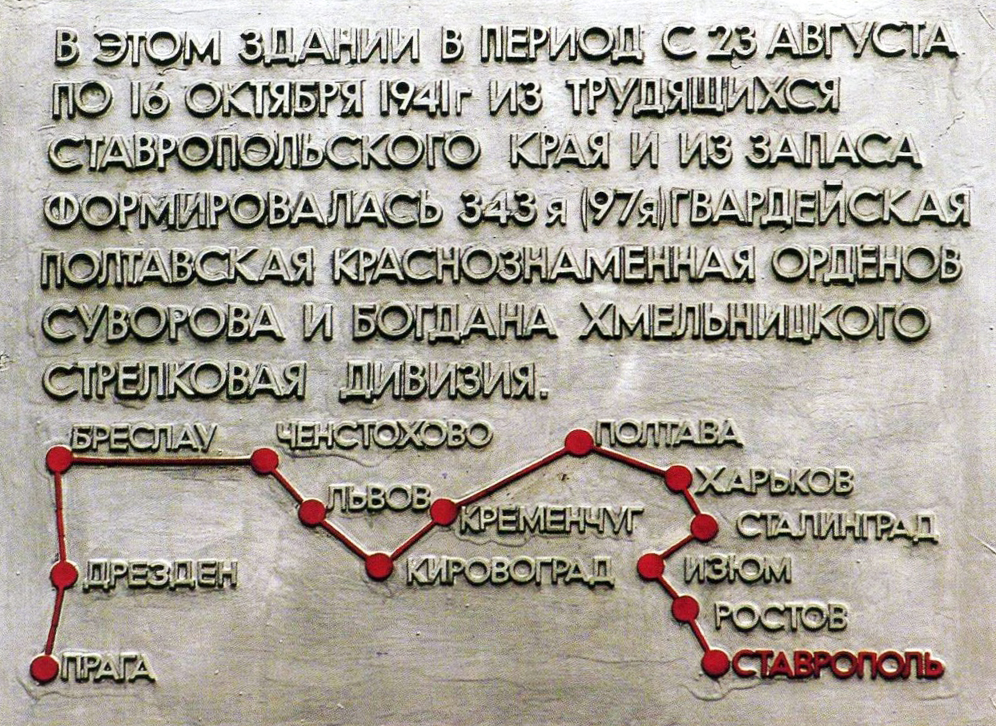 В ЭТОМ ЗДАНИИ В ПЕРИОД С 23 АВГУСТА
ПО 16 ОКТЯБРЯ 1941г ИЗ ТРУДЯЩИХСЯ
СТАВРОПОЛЬСКОГО КРАЯ И ИЗ ЗАПАСА
ФОРМИРОВАЛАСЬ 343я (97я) ГВАРДЕЙСКАЯ
ПОЛТАВСКАЯ КРАСНОЗНАМЕННАЯ ОРДЕНОВ
СУВОРОВА И БОГДАНА ХМЕЛЬНИЦКОГО
СТРЕЛКОВАЯ ДИВИЗИЯ.
БРЕСЛАУ ЧЕНСТОХОВО ПОЛТАВА
ХАРЬКОВ
ЛЬВОВ
КРЕМЕНЧУГ СТАЛИНГРАД
ДРЕЗДЕН КИРОВОГРАД ИЗЮМ
РОСТОВ
ПРАГА СТАВРОПОЛЬ